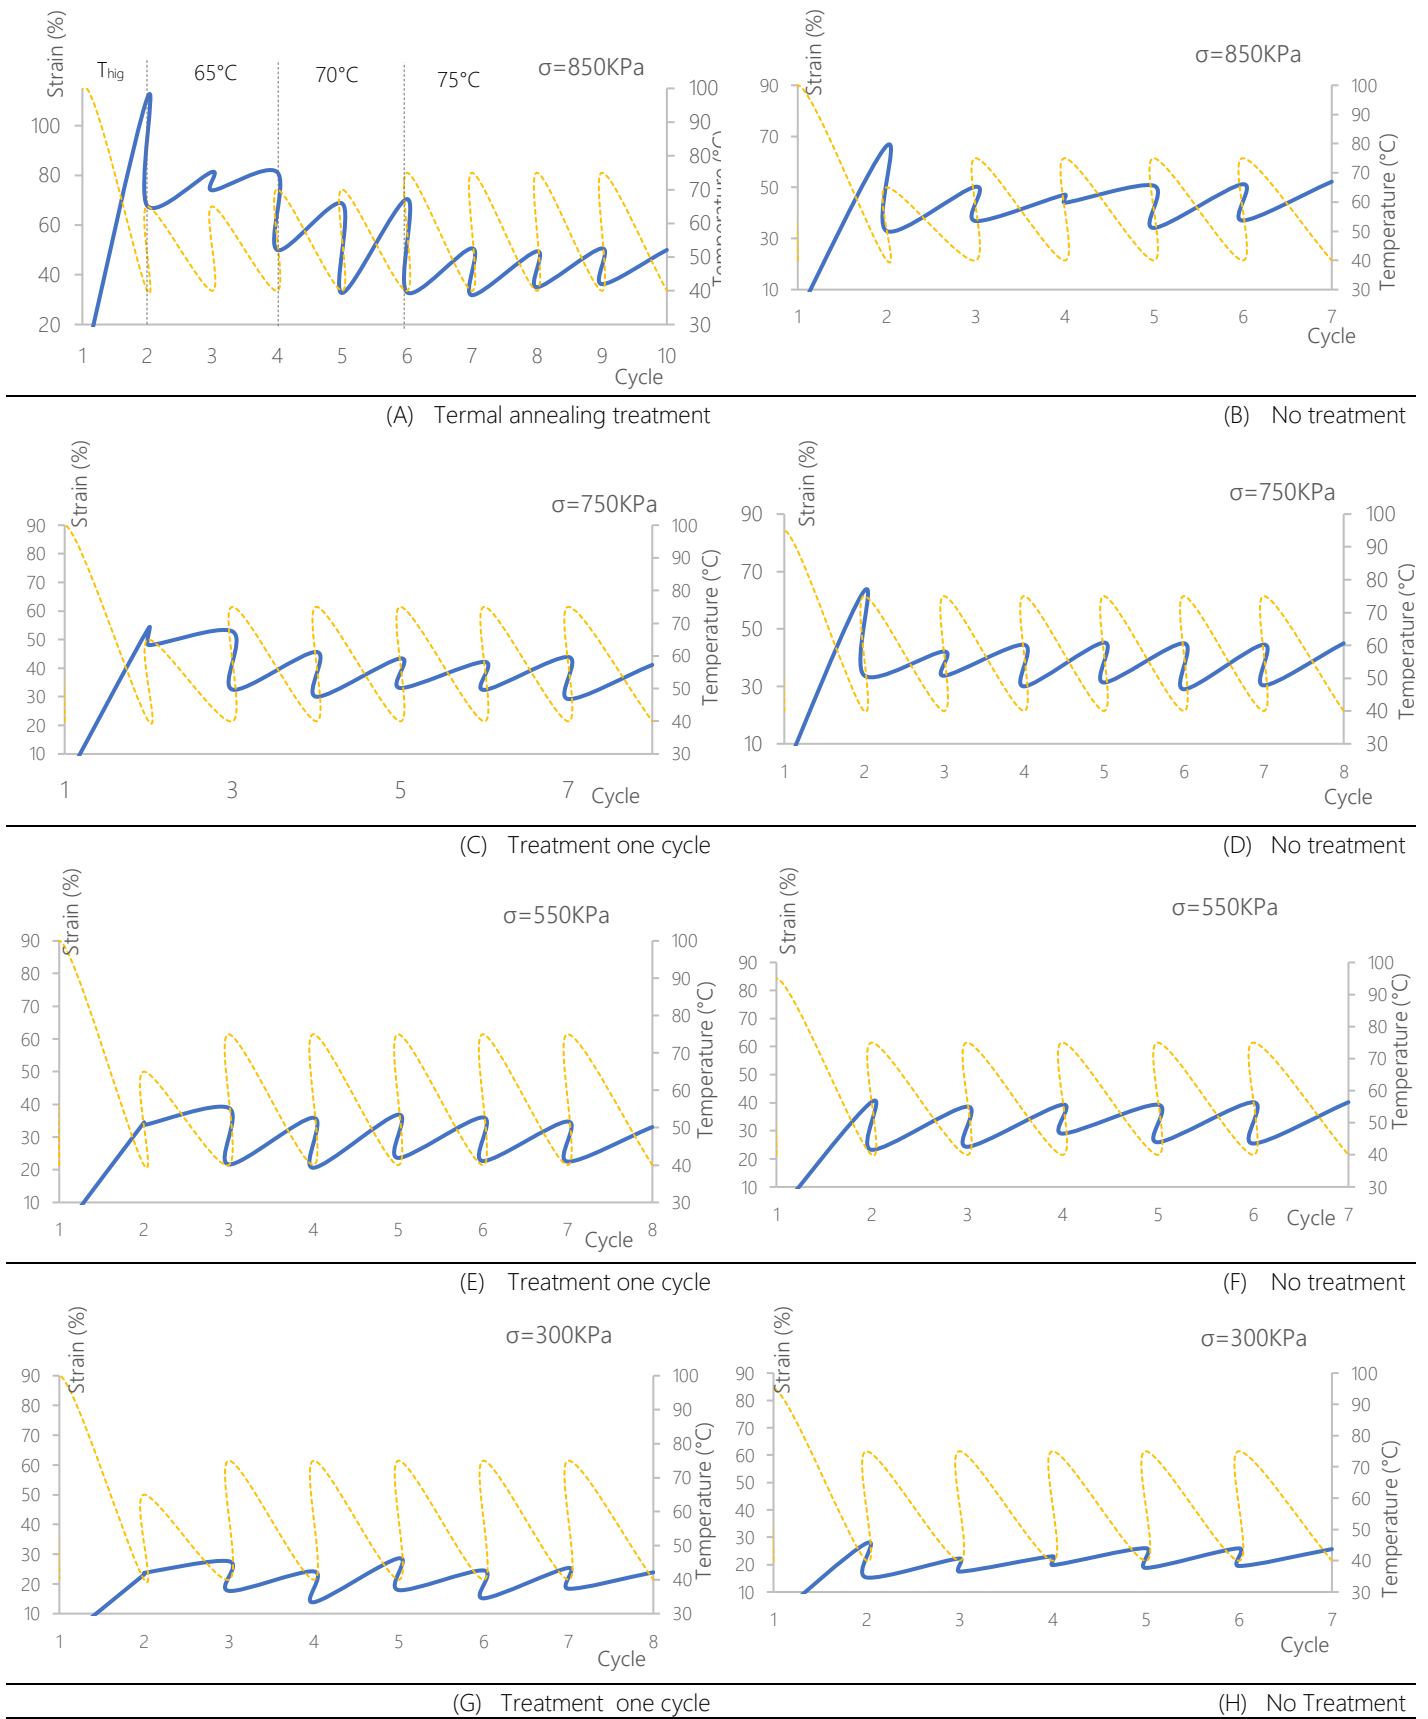 Strain (%)
T_hig 65°C 70°C 75°C σ=850KPa
100 80 60 40 20
100 90 80 70 60 50 40 30
Temperature (°C)
1 2 3 4 5 6 7 8 9 10
Cycle
(A) Termal annealing treatment
Strain (%)
σ=850KPa
90 70 50 30 10
100 90 80 70 60 50 40 30
Temperature (°C)
1 2 3 4 5 6 7
Cycle
(B) No treatment
Strain (%)
σ=750KPa
90 80 70 60 50 40 30 20 10
100 90 80 70 60 50 40 30
Temperature (°C)
1 3 5 7 Cycle
(C) Treatment one cycle
Strain (%)
σ=750KPa
90 70 50 30 10
100 90 80 70 60 50 40 30
Temperature (°C)
1 2 3 4 5 6 7 8
Cycle
(D) No treatment
Strain (%)
σ=550KPa
90 80 70 60 50 40 30 20 10
100 90 80 70 60 50 40 30
Temperature (°C)
1 2 3 4 5 6 7 8
Cycle
(E) Treatment one cycle
Strain (%)
σ=550KPa
90 80 70 60 50 40 30 20 10
100 90 80 70 60 50 40 30
Temperature (°C)
1 2 3 4 5 6 Cycle 7
(F) No treatment
Strain (%)
σ=300KPa
90 80 70 60 50 40 30 20 10
100 90 80 70 60 50 40 30
Temperature (°C)
1 2 3 4 5 6 7 8
Cycle
(G) Treatment one cycle
Strain (%)
σ=300KPa
90 80 70 60 50 40 30 20 10
100 90 80 70 60 50 40 30
Temperature (°C)
1 2 3 4 5 6 7
Cycle
(H) No Treatment